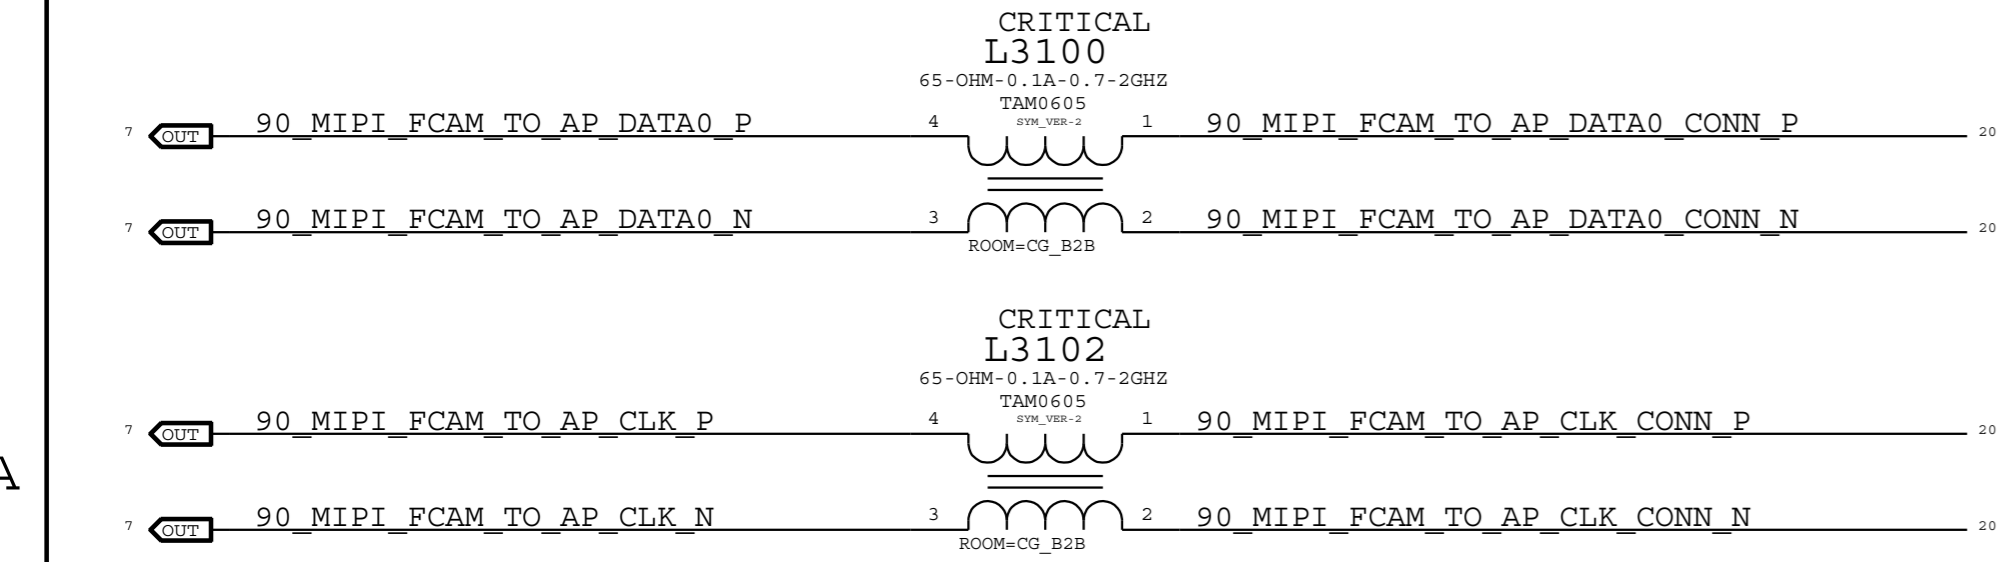 CRITICAL
L3100
65-OHM-0.1A-0.7-2GHZ
TAM0605
SYM_VER-2
7 OUT 90_MIPI_FCAM_TO_AP_DATA0_P 4 1 90_MIPI_FCAM_TO_AP_DATA0_CONN_P 20
7 OUT 90_MIPI_FCAM_TO_AP_DATA0_N 3 2 90_MIPI_FCAM_TO_AP_DATA0_CONN_N 20
ROOM=CG_B2B
CRITICAL
L3102
65-OHM-0.1A-0.7-2GHZ
TAM0605
SYM_VER-2
7 OUT 90_MIPI_FCAM_TO_AP_CLK_P 4 1 90_MIPI_FCAM_TO_AP_CLK_CONN_P 20
A
7 OUT 90_MIPI_FCAM_TO_AP_CLK_N 3 2 90_MIPI_FCAM_TO_AP_CLK_CONN_N 20
ROOM=CG_B2B